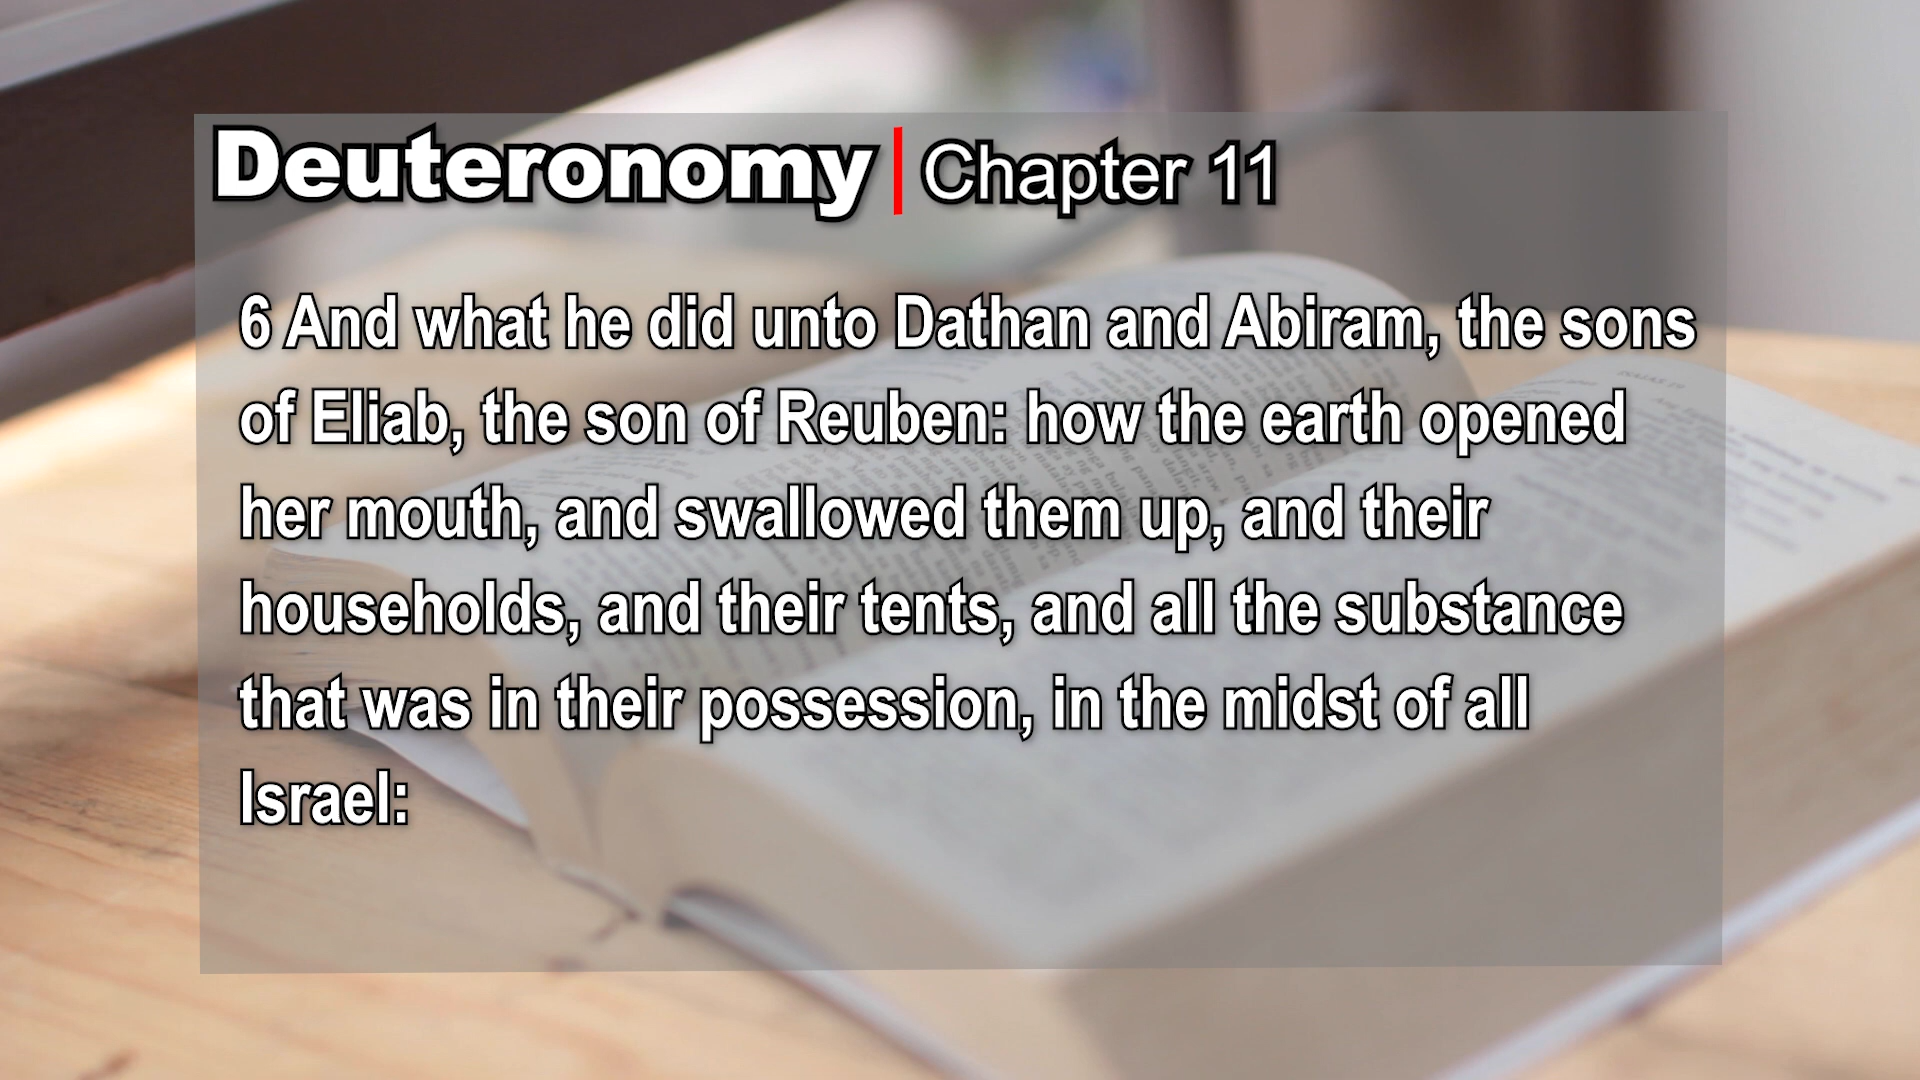 Deuteronomy | Chapter 11
6 And what he did unto Dathan and Abiram, the sons
of Eliab, the son of Reuben: how the earth opened
her mouth, and swallowed them up, and their
households, and their tents, and all the substance
that was in their possession, in the midst of all
Israel: